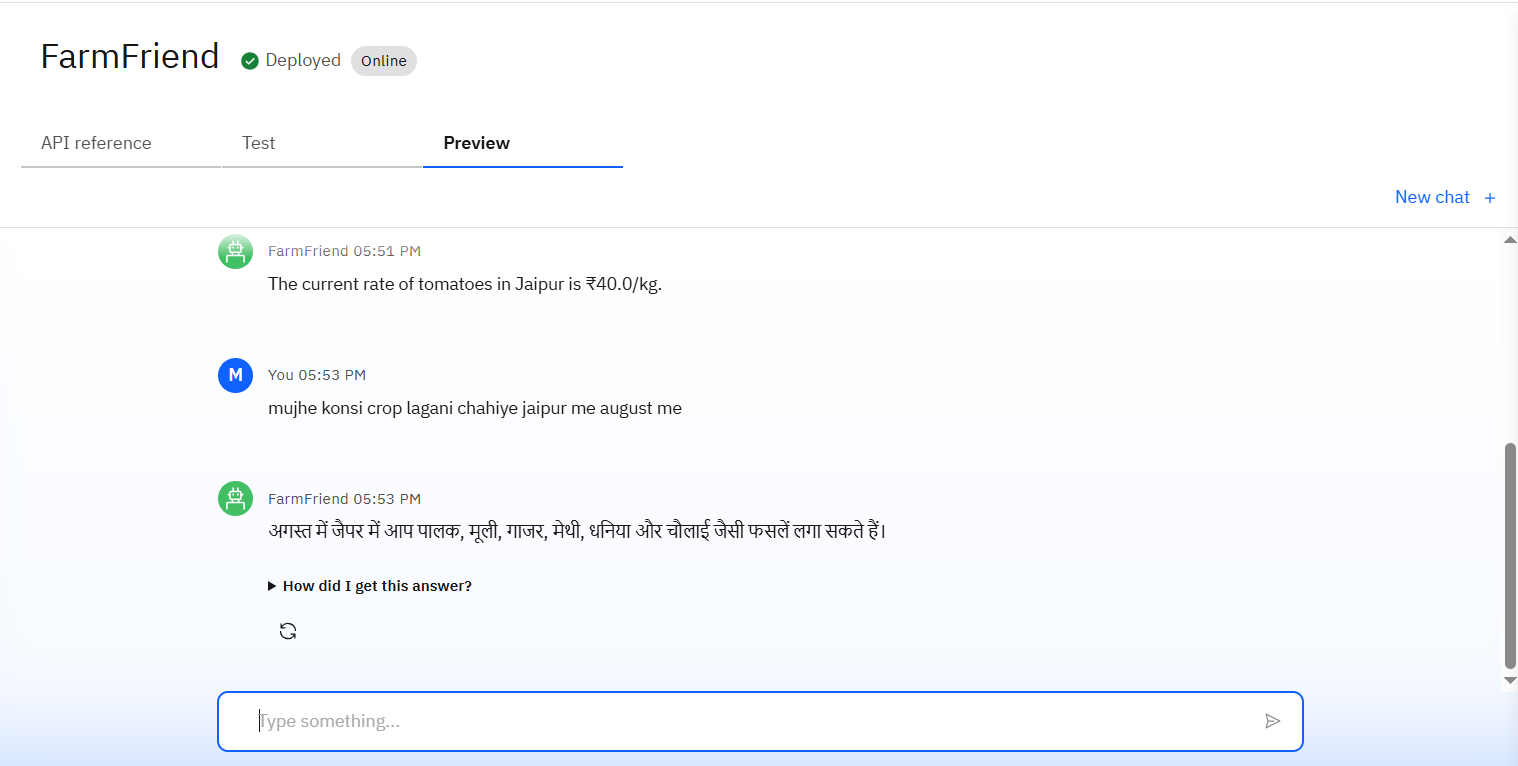 FarmFriend Deployed Online
API reference Test Preview
New chat +
FarmFriend 05:51 PM
The current rate of tomatoes in Jaipur is ₹40.0/kg.
M You 05:53 PM
mujhe konsi crop lagani chahiye jaipur me august me
FarmFriend 05:53 PM
अगस्त में जैपर में आप पालक, मूली, गाजर, मेथी, धनिया और चौलाई जैसी फसलें लगा सकते हैं।
How did I get this answer?
Type something...